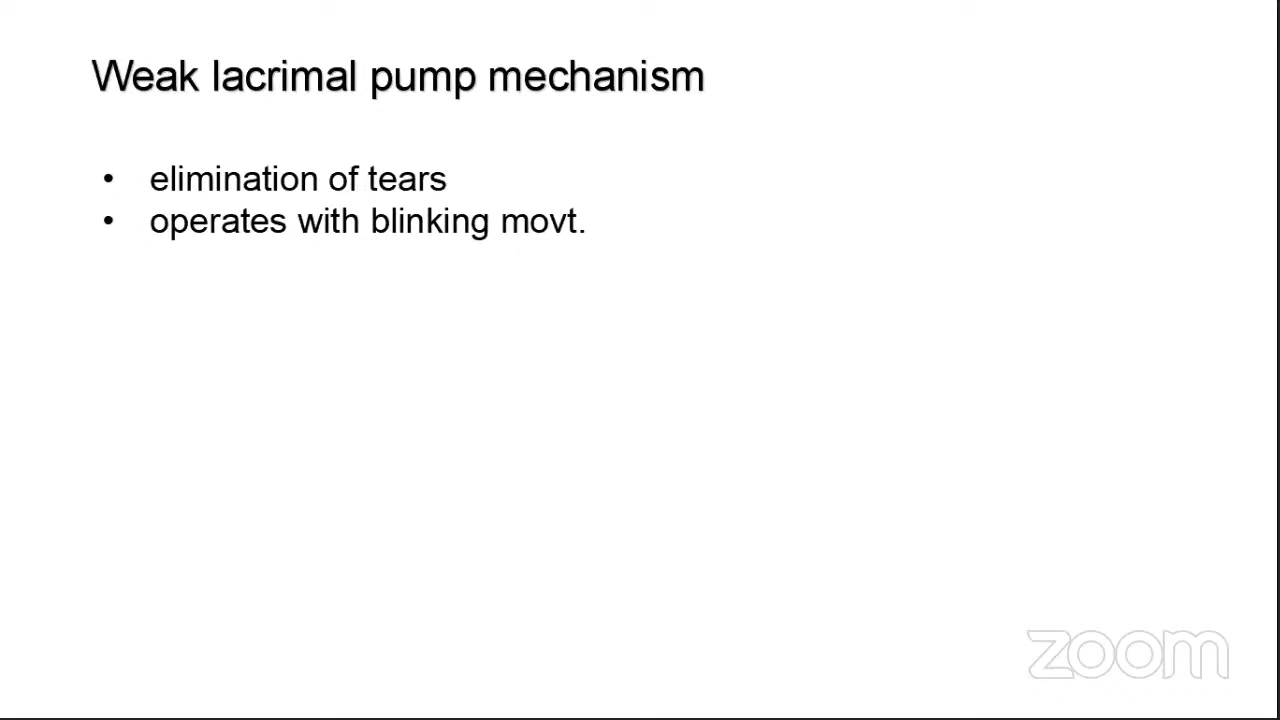 Weak lacrimal pump mechanism
• elimination of tears
• operates with blinking movt.
zoom